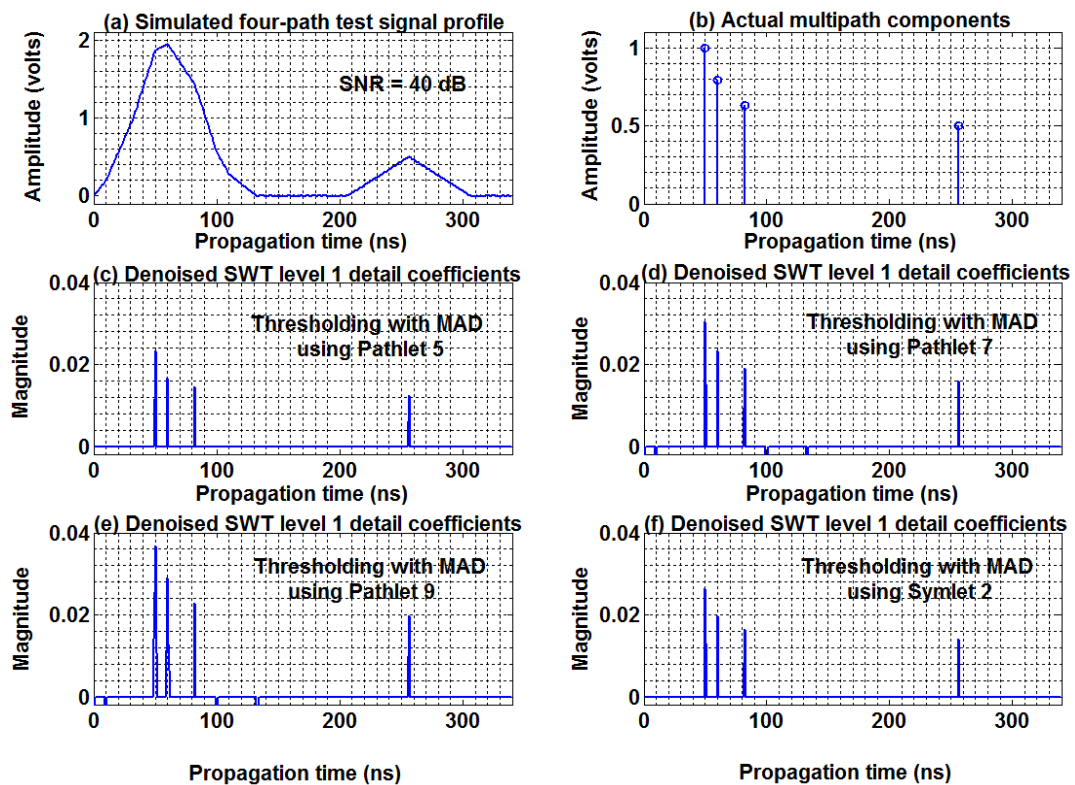 (a) Simulated four-path test signal profile
2
1
0
Amplitude (volts)
SNR = 40 dB
0
100
200
300
Propagation time (ns)
(b) Actual multipath components
1
0.5
0
Amplitude (volts)
0
100
200
300
Propagation time (ns)
(c) Denoised SWT level 1 detail coefficients
0.04
0.02
0
Magnitude
Thresholding with MAD
using Pathlet 5
0
100
200
300
Propagation time (ns)
(d) Denoised SWT level 1 detail coefficients
0.04
0.02
0
Magnitude
Thresholding with MAD
using Pathlet 7
0
100
200
300
Propagation time (ns)
(e) Denoised SWT level 1 detail coefficients
0.04
0.02
0
Magnitude
Thresholding with MAD
using Pathlet 9
0
100
200
300
Propagation time (ns)
(f) Denoised SWT level 1 detail coefficients
0.04
0.02
0
Magnitude
Thresholding with MAD
using Symlet 2
0
100
200
300
Propagation time (ns)